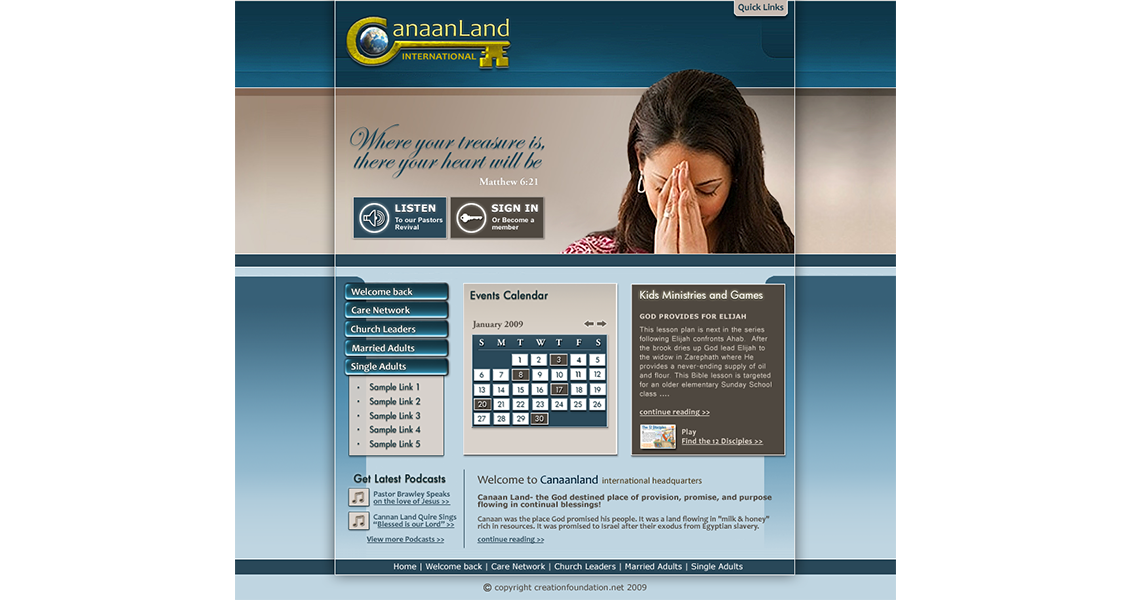 Quick Links
CanaanLand
INTERNATIONAL
Where your treasure is,
there your heart will be
Matthew 6:21
LISTEN
To our Pastors
Revival
SIGN IN
Or Become a
member
Welcome back
Care Network
Church Leaders
Married Adults
Single Adults
• Sample Link 1
• Sample Link 2
• Sample Link 3
• Sample Link 4
• Sample Link 5
Events Calendar
January 2009
S M T W T F S
1 2 3 4 5
6 7 8 9 10 11 12
13 14 15 16 17 18 19
20 21 22 23 24 25 26
27 28 29 30
Kids Ministries and Games
GOD PROVIDES FOR ELIJAH
This lesson plan is next in the series
following Elijah confronts Ahab. After
the brook dries up God lead Elijah to
the widow in Zarephath where He
provides a never-ending supply of oil
and flour. This Bible lesson is targeted
for an older elementary Sunday School
class ....
continue reading >>
Play
Find the 12 Disciples >>
Get Latest Podcasts
Pastor Brawley Speaks
on the love of Jesus >>
Cannan Land Quire Sings
"Blessed is our Lord" >>
View more Podcasts >>
Welcome to Canaanland international headquarters
Canaan Land- the God destined place of provision, promise, and purpose
flowing in continual blessings!
Canaan was the place God promised his people. It was a land flowing in "milk & honey"
rich in resources. It was promised to Israel after their exodus from Egyptian slavery.
continue reading >>
Home | Welcome back | Care Network | Church Leaders | Married Adults | Single Adults
© copyright creationfoundation.net 2009